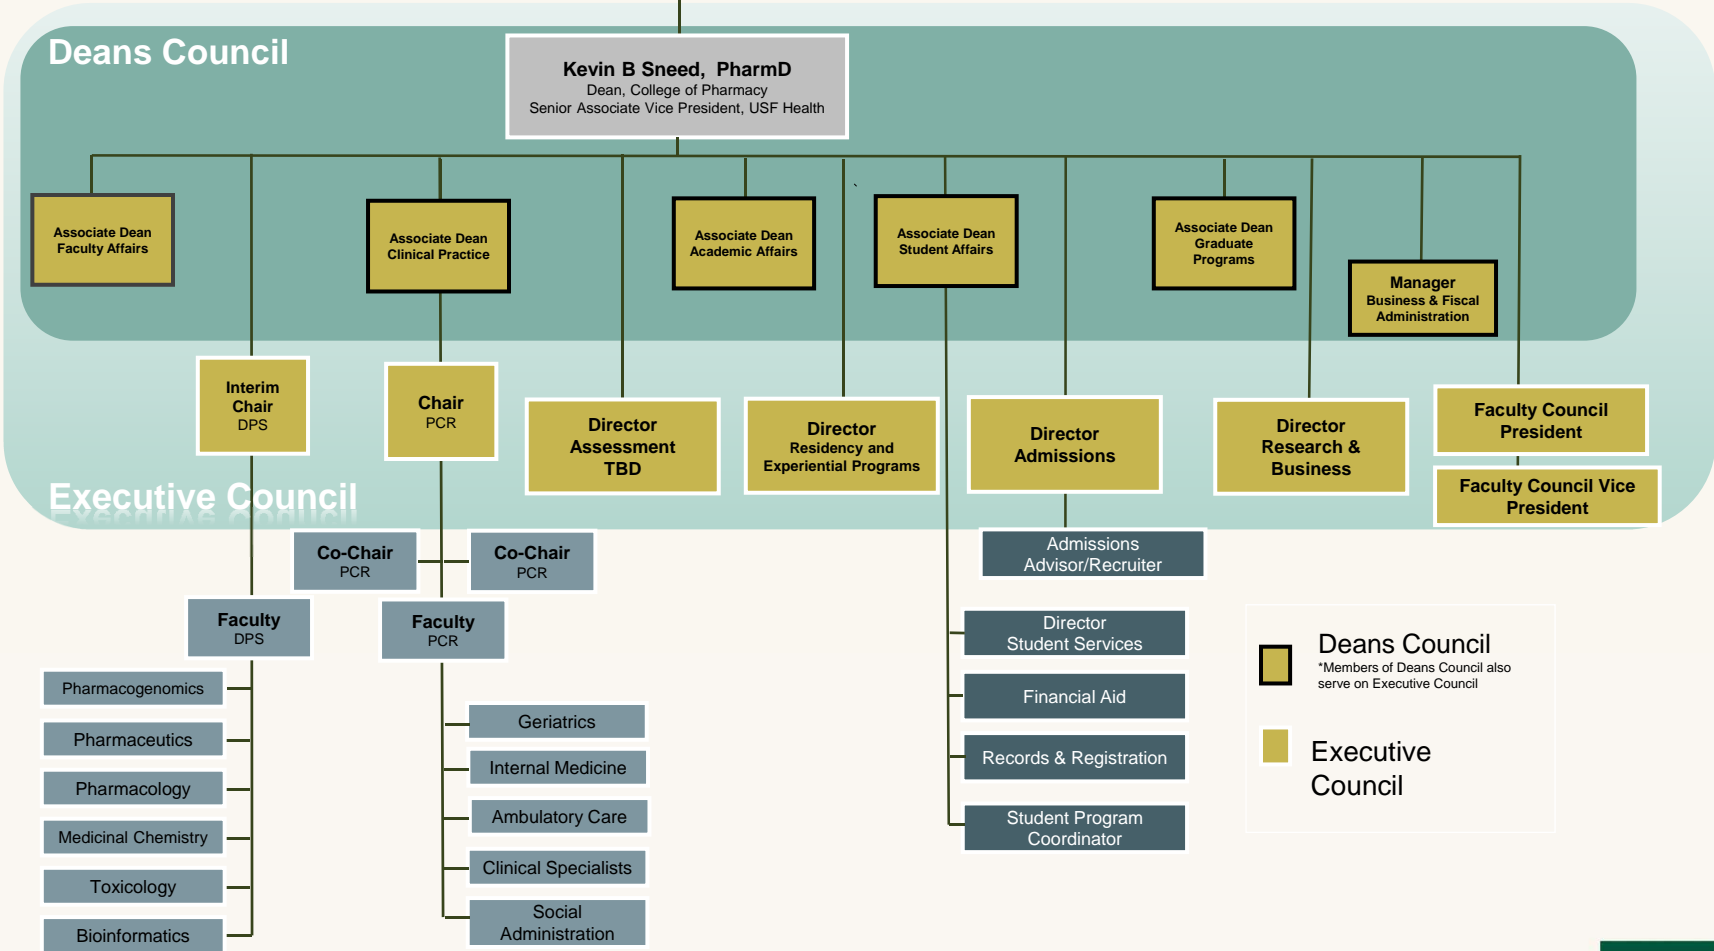 Deans Council
Kevin B Sneed, PharmD
Dean, College of Pharmacy
Senior Associate Vice President, USF Health
`
Associate Dean
Faculty Affairs
Associate Dean
Clinical Practice
Associate Dean
Academic Affairs
Associate Dean
Student Affairs
Associate Dean
Graduate
Programs
Manager
Business & Fiscal
Administration
Interim
Chair
DPS
Chair
PCR
Director
Assessment
TBD
Director
Residency and
Experiential Programs
Director
Admissions
Director
Research &
Business
Faculty Council
President
Faculty Council Vice
President
Executive Council
Co-Chair
PCR
Co-Chair
PCR
Admissions
Advisor/Recruiter
Faculty
DPS
Faculty
PCR
Pharmacogenomics
Pharmaceutics
Pharmacology
Medicinal Chemistry
Toxicology
Bioinformatics
Geriatrics
Internal Medicine
Ambulatory Care
Clinical Specialists
Social
Administration
Director
Student Services
Financial Aid
Records & Registration
Student Program
Coordinator
Deans Council
*Members of Deans Council also
serve on Executive Council
Executive
Council